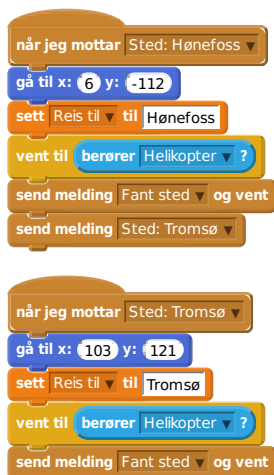 når jeg mottar Sted: Hønefoss
gå til x: 6 y: -112
sett Reis til til Hønefoss
vent til berører Helikopter ?
send melding Fant sted og vent
send melding Sted: Tromsø
når jeg mottar Sted: Tromsø
gå til x: 103 y: 121
sett Reis til til Tromsø
vent til berører Helikopter ?
send melding Fant sted og vent